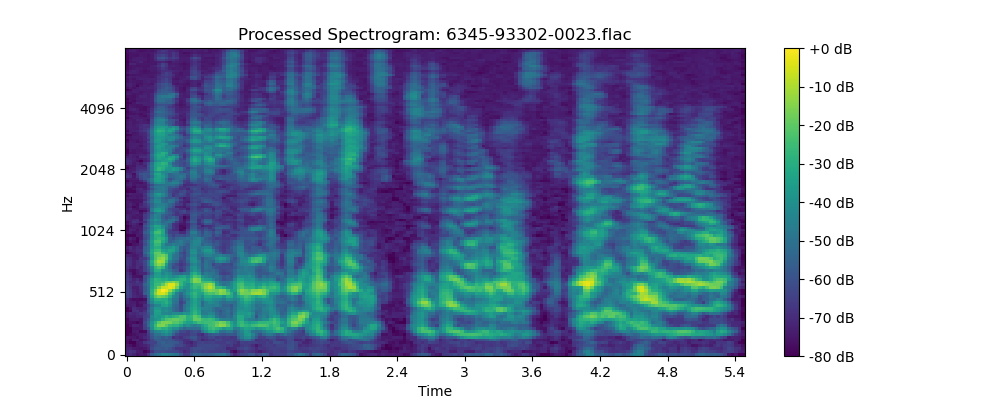 Processed Spectrogram: 6345-93302-0023.flac
Hz
4096
2048
1024
512
0
0 0.6 1.2 1.8 2.4 3 3.6 4.2 4.8 5.4
Time
+0 dB
-10 dB
-20 dB
-30 dB
-40 dB
-50 dB
-60 dB
-70 dB
-80 dB